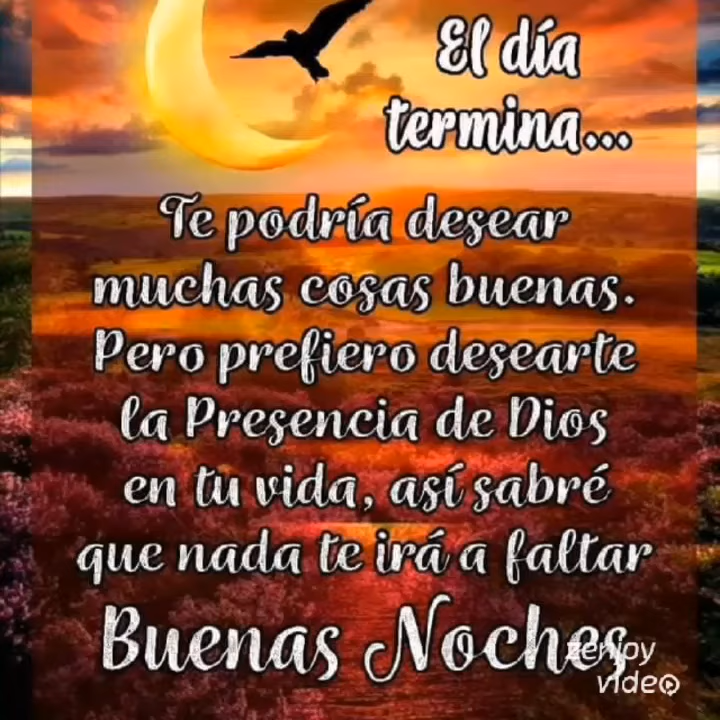 El día
termina...
Te podría desear
muchas cosas buenas.
Pero prefiero desearte
la Presencia de Dios
en tu vida, así sabré
que nada te irá a faltar
Buenas Noches
zenjoy
video